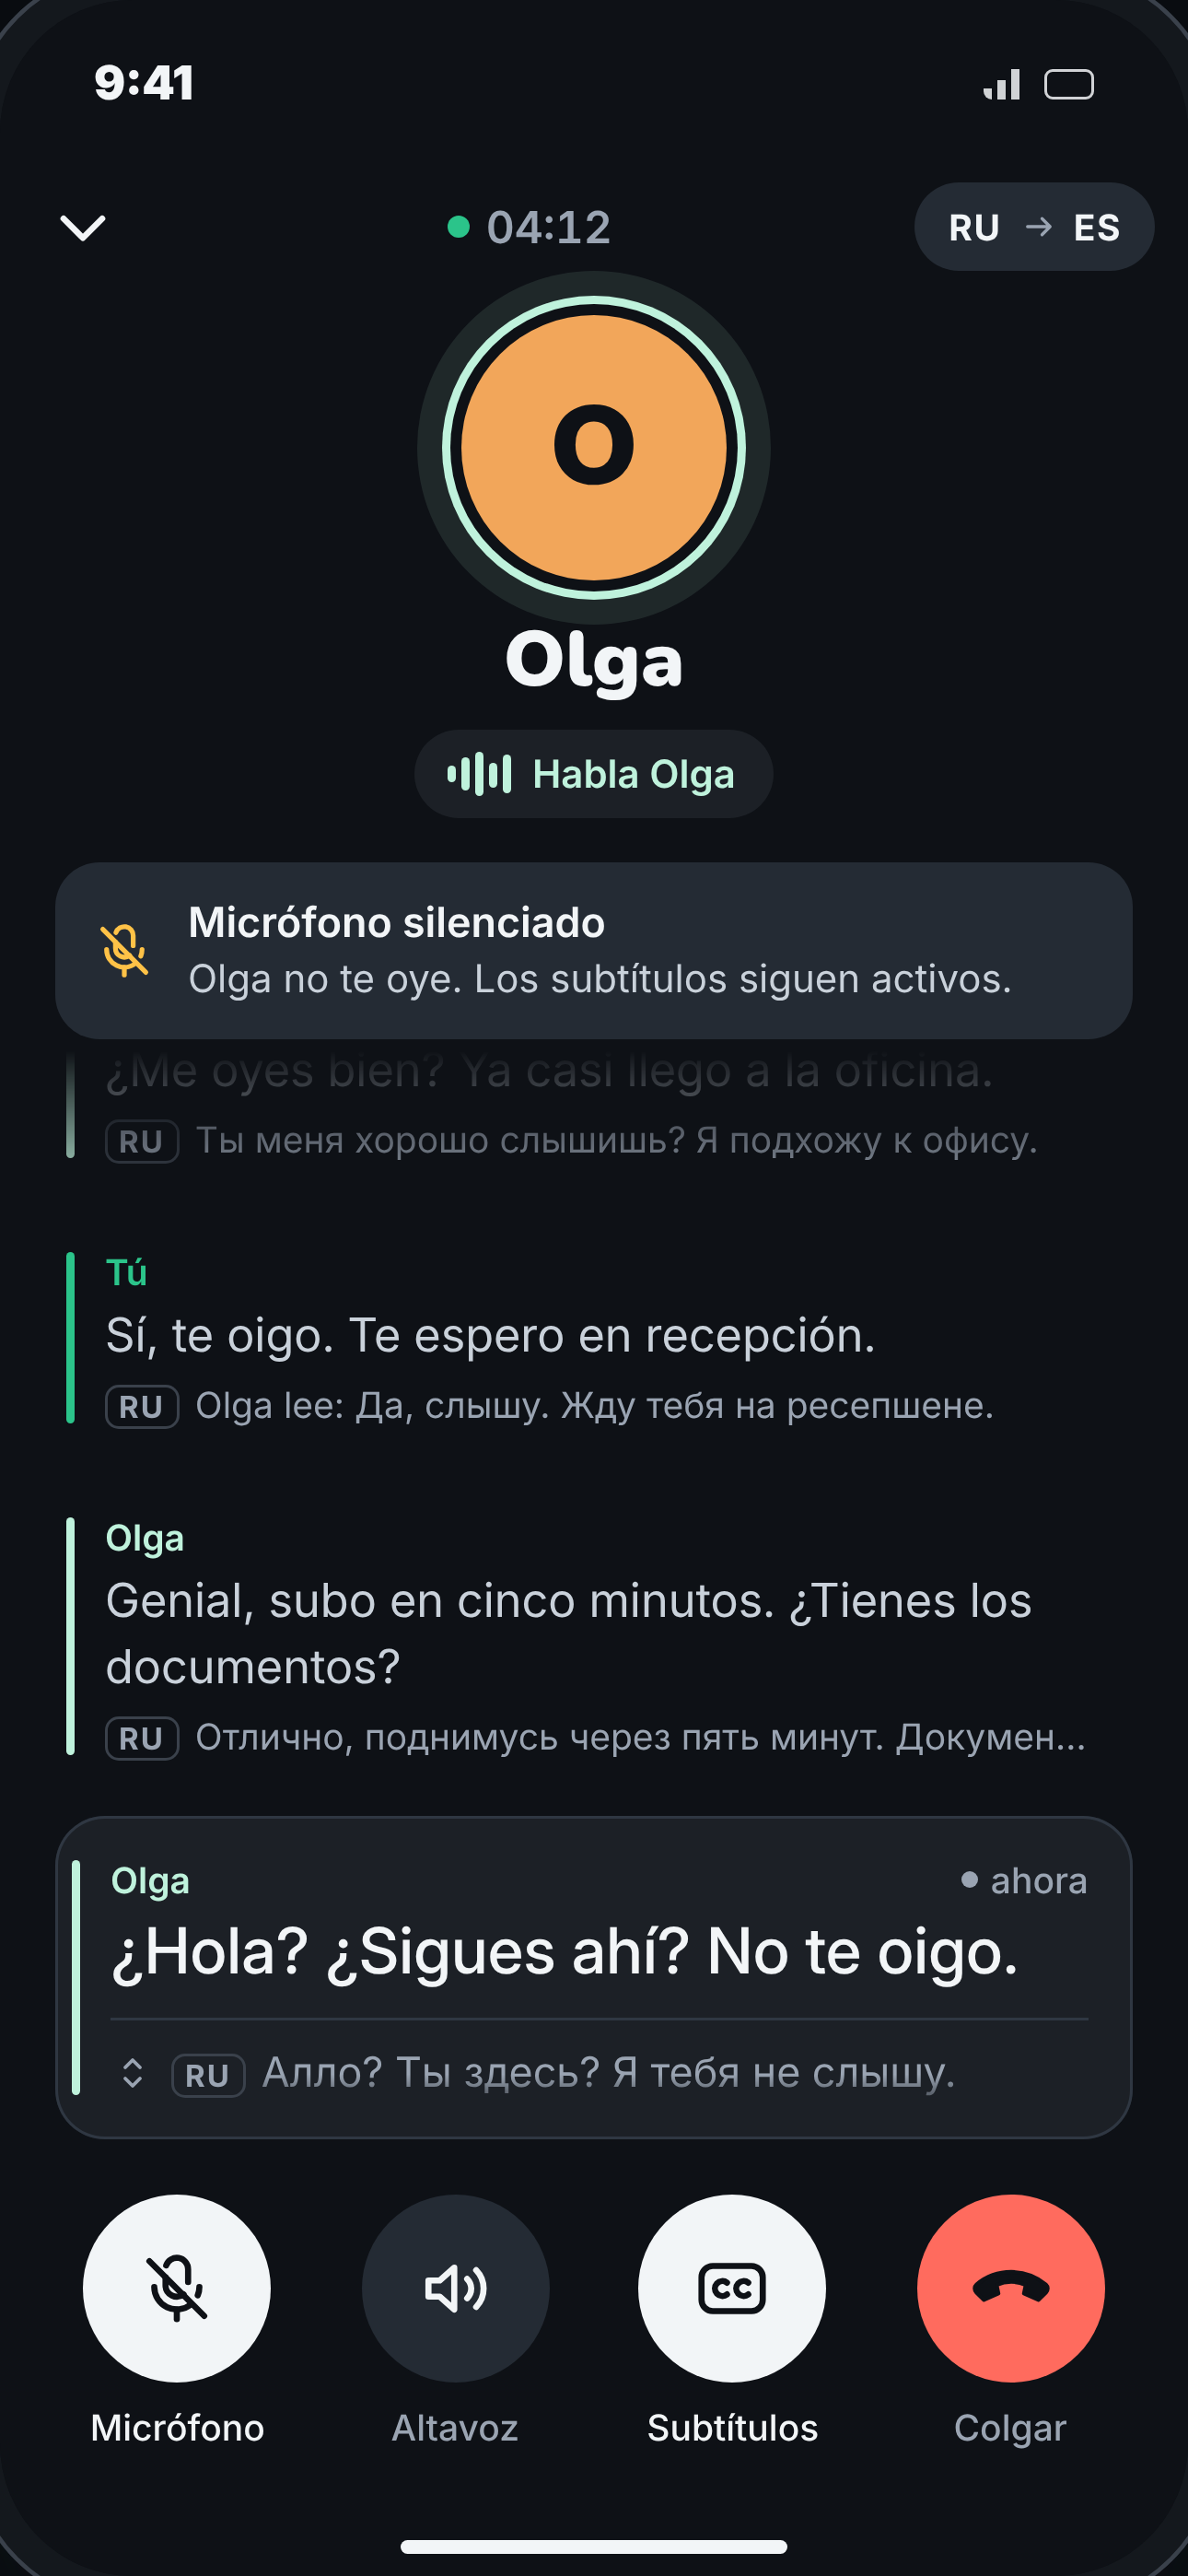 9:41
04:12
RU → ES
O
Olga
Habla Olga
Micrófono silenciado
Olga no te oye. Los subtítulos siguen activos.
¿Me oyes bien? Ya casi llego a la oficina.
RU Ты меня хорошо слышишь? Я подхожу к офису.
Tú
Sí, te oigo. Te espero en recepción.
RU Olga lee: Да, слышу. Жду тебя на ресепшене.
Olga
Genial, subo en cinco minutos. ¿Tienes los
documentos?
RU Отлично, поднимусь через пять минут. Докумен...
Olga
ahora
¿Hola? ¿Sigues ahí? No te oigo.
RU Алло? Ты здесь? Я тебя не слышу.
CC
Micrófono
Altavoz
Subtítulos
Colgar